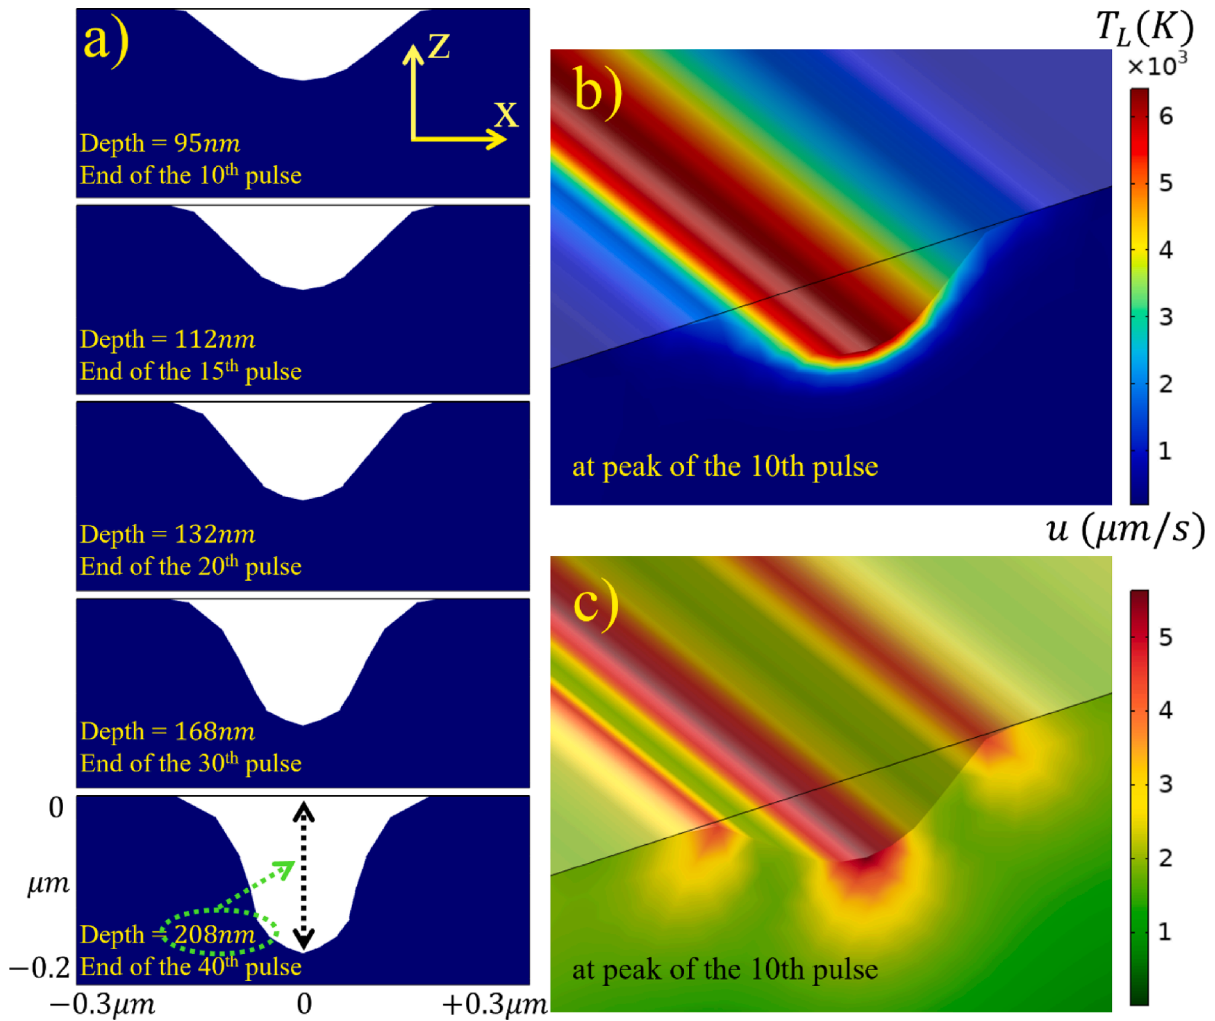 a)
Z
X
Depth = 95nm
End of the 10th pulse
Depth = 112nm
End of the 15th pulse
Depth = 132nm
End of the 20th pulse
Depth = 168nm
End of the 30th pulse
0
μm
Depth = 208nm
End of the 40th pulse
−0.2
−0.3μm 0 +0.3μm
b)
T_L(K)
×10³
6
5
4
3
2
1
at peak of the 10th pulse
c)
u (μm/s)
5
4
3
2
1
at peak of the 10th pulse